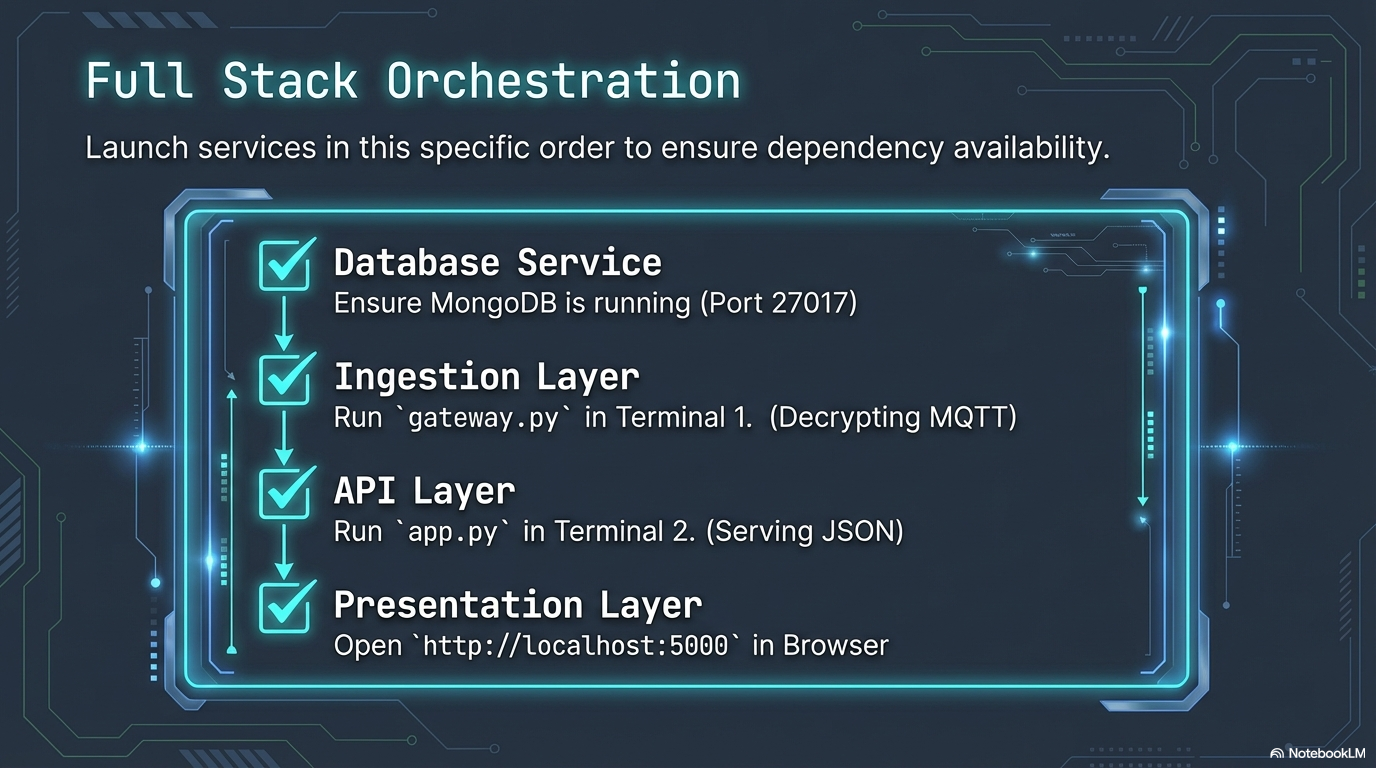 Full Stack Orchestration
Launch services in this specific order to ensure dependency availability.
Database Service
Ensure MongoDB is running (Port 27017)
Ingestion Layer
Run `gateway.py` in Terminal 1. (Decrypting MQTT)
API Layer
Run `app.py` in Terminal 2. (Serving JSON)
Presentation Layer
Open `http://localhost:5000` in Browser
NotebookLM